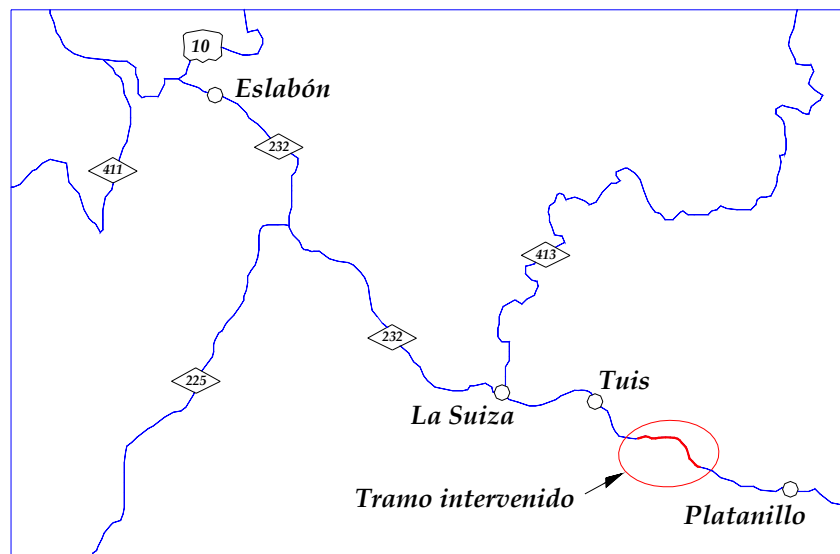 10
Eslabón
232
411
413
232
225
Tuis
La Suiza
Tramo intervenido
Platanillo